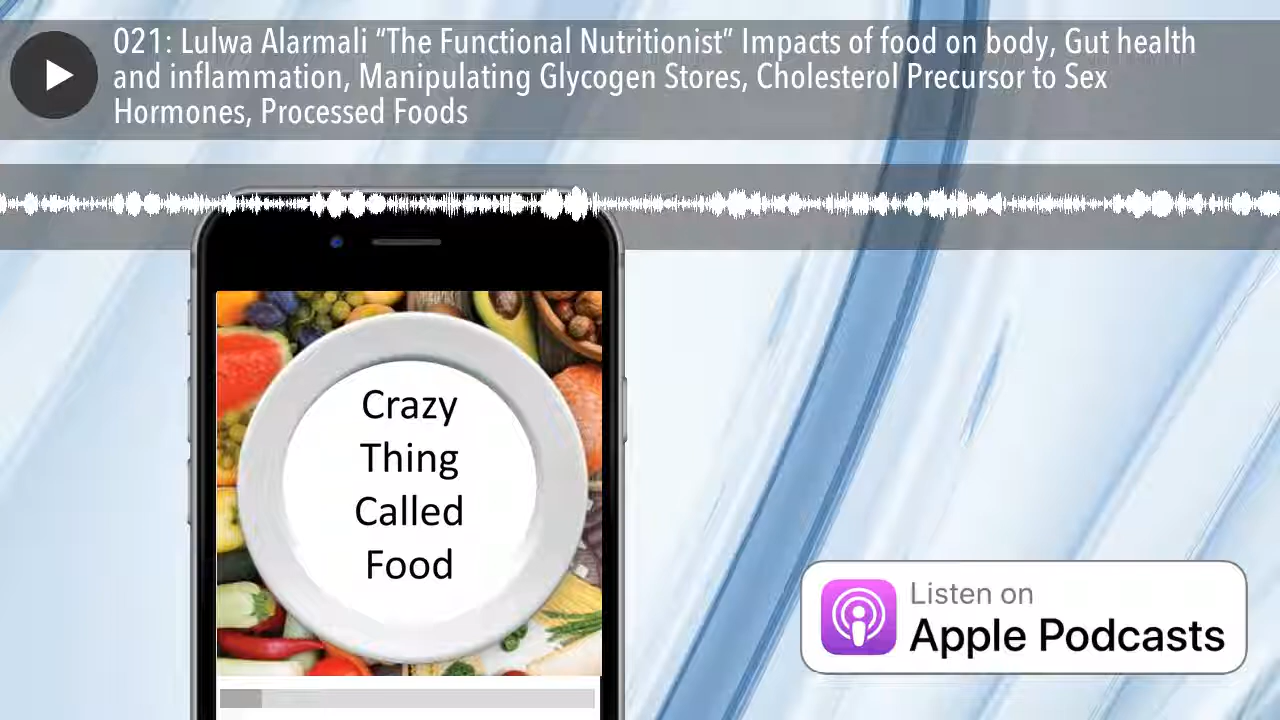 021: Lulwa Alarmali “The Functional Nutritionist” Impacts of food on body, Gut health
and inflammation, Manipulating Glycogen Stores, Cholesterol Precursor to Sex
Hormones, Processed Foods
Crazy
Thing
Called
Food
Listen on
Apple Podcasts